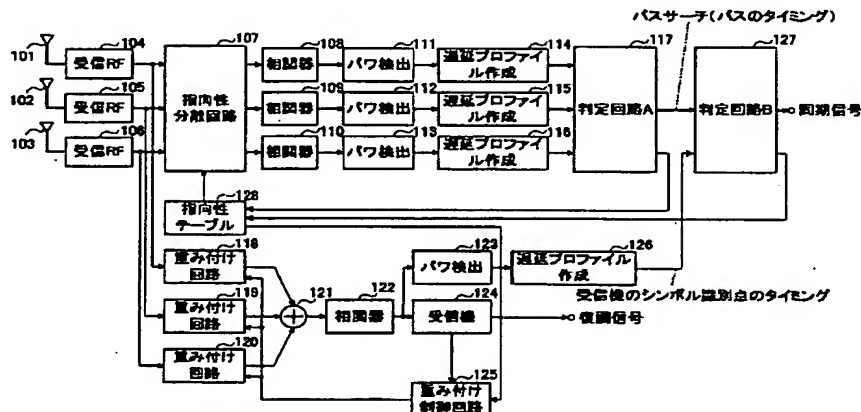 パスサーチ(パスのタイミング)
101
104
受信RF
102
105
受信RF
103
106
受信RF
107
指向性
分離回路
108
相関器
109
相関器
110
相関器
111
パワ検出
112
パワ検出
113
パワ検出
114
遅延プロファイ
ル作成
115
遅延プロファイ
ル作成
116
遅延プロファイ
ル作成
117
判定回路A
127
判定回路B
同期信号
128
指向性
テーブル
118
重み付け
回路
119
重み付け
回路
120
重み付け
回路
121
122
相関器
123
パワ検出
124
受信機
125
重み付け
制御回路
126
遅延プロファイル
作成
受信機のシンボル識別点のタイミング
復調信号